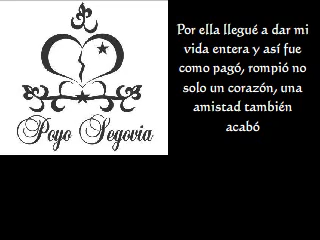 Poyo Segovia
Por ella llegué a dar mi
vida entera y así fue
como pagó, rompió no
solo un corazón, una
amistad también
acabó